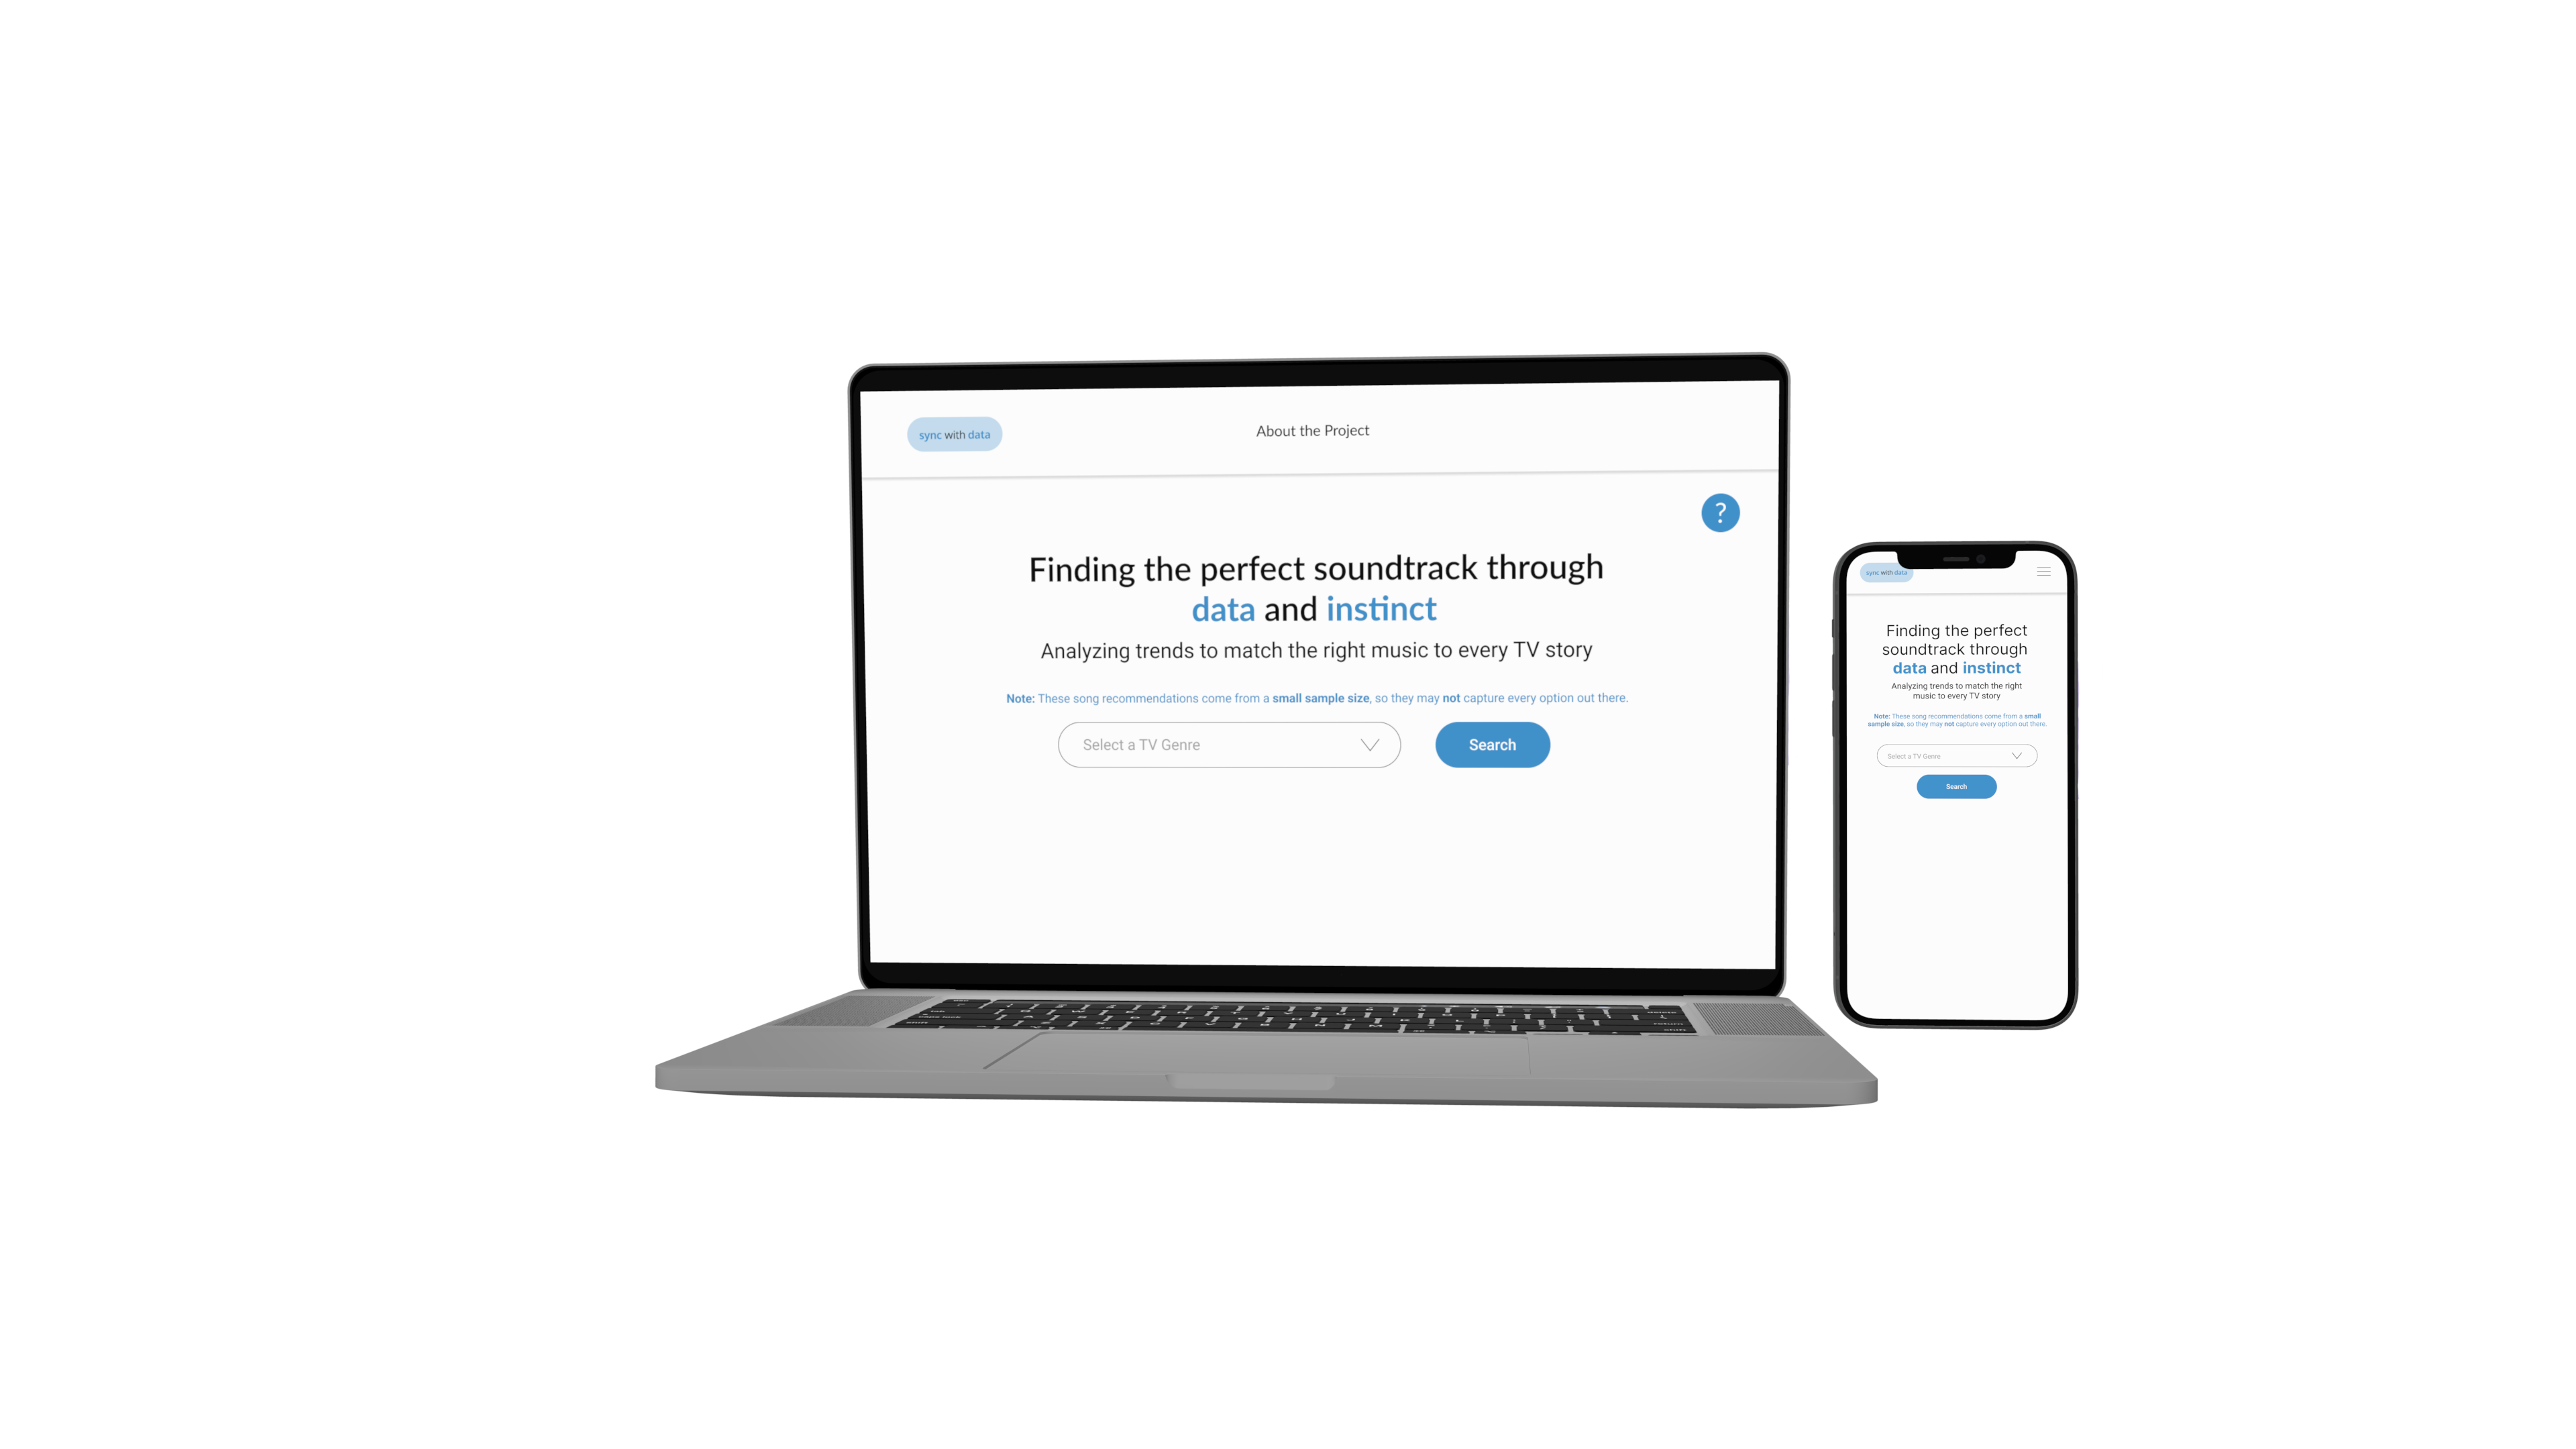 sync with data
About the Project
?
Finding the perfect soundtrack through
data and instinct
Analyzing trends to match the right music to every TV story
Note: These song recommendations come from a small sample size, so they may not capture every option out there.
Select a TV Genre
Search
sync with data
Finding the perfect
soundtrack through
data and instinct
Analyzing trends to match the right
music to every TV story
Note: These song recommendations come from a small
sample size, so they may not capture every option out there.
Select a TV Genre
Search